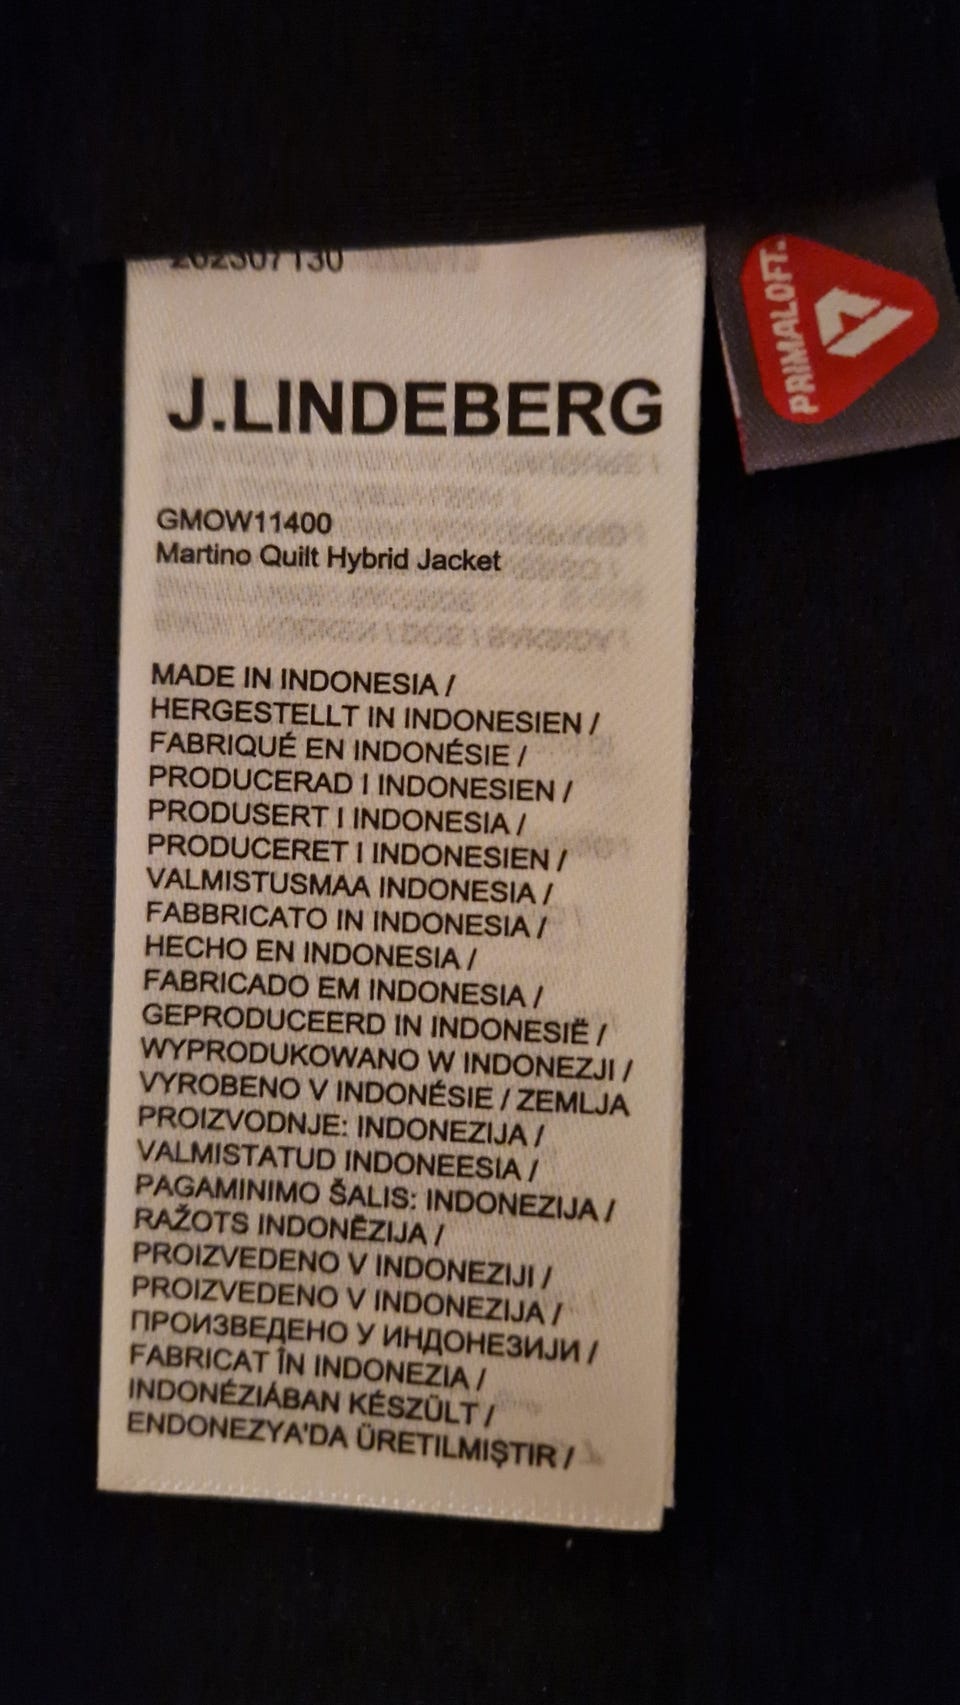 202307130
J.LINDEBERG
GMOW11400
Martino Quilt Hybrid Jacket
MADE IN INDONESIA /
HERGESTELLT IN INDONESIEN /
FABRIQUÉ EN INDONÉSIE /
PRODUCERAD I INDONESIEN /
PRODUSERT I INDONESIA /
PRODUCERET I INDONESIEN /
VALMISTUSMAA INDONESIA /
FABBRICATO IN INDONESIA /
HECHO EN INDONESIA /
FABRICADO EM INDONESIA /
GEPRODUCEERD IN INDONESIË /
WYPRODUKOWANO W INDONEZJI /
VYROBENO V INDONÉSIE / ZEMLJA
PROIZVODNJE: INDONEZIJA /
VALMISTATUD INDONEESIA /
PAGAMINIMO ŠALIS: INDONEZIJA /
RAŽOTS INDONĒZIJA /
PROIZVEDENO V INDONEZIJI /
PROIZVEDENO V INDONEZIJA /
ПРОИЗВЕДЕНО У ИНДОНЕЗИЈИ /
FABRICAT ÎN INDONEZIA /
INDONÉZIÁBAN KÉSZÜLT /
ENDONEZYA'DA ÜRETILMIŞTIR /
PRIMALOFT